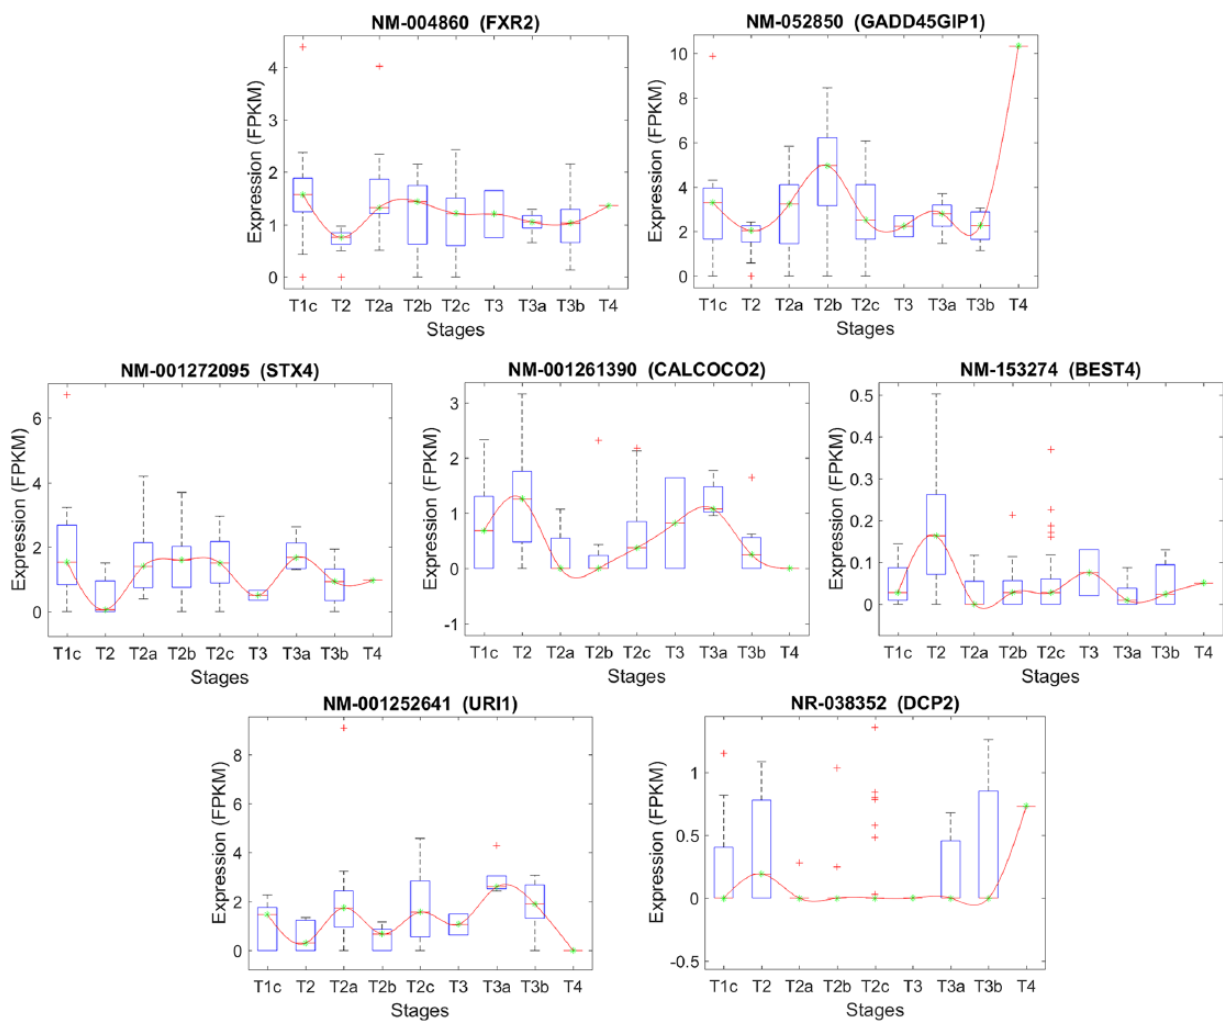 NM-004860 (FXR2)
Expression (FPKM)
4
3
2
1
0
T1c T2 T2a T2b T2c T3 T3a T3b T4
Stages
NM-052850 (GADD45GIP1)
Expression (FPKM)
10
8
6
4
2
0
T1c T2 T2a T2b T2c T3 T3a T3b T4
Stages
NM-001272095 (STX4)
Expression (FPKM)
6
4
2
0
T1c T2 T2a T2b T2c T3 T3a T3b T4
Stages
NM-001261390 (CALCOCO2)
Expression (FPKM)
3
2
1
0
-1
T1c T2 T2a T2b T2c T3 T3a T3b T4
Stages
NM-153274 (BEST4)
Expression (FPKM)
0.5
0.4
0.3
0.2
0.1
0
T1c T2 T2a T2b T2c T3 T3a T3b T4
Stages
NM-001252641 (URI1)
Expression (FPKM)
8
6
4
2
0
T1c T2 T2a T2b T2c T3 T3a T3b T4
Stages
NR-038352 (DCP2)
Expression (FPKM)
1
0.5
0
-0.5
T1c T2 T2a T2b T2c T3 T3a T3b T4
Stages